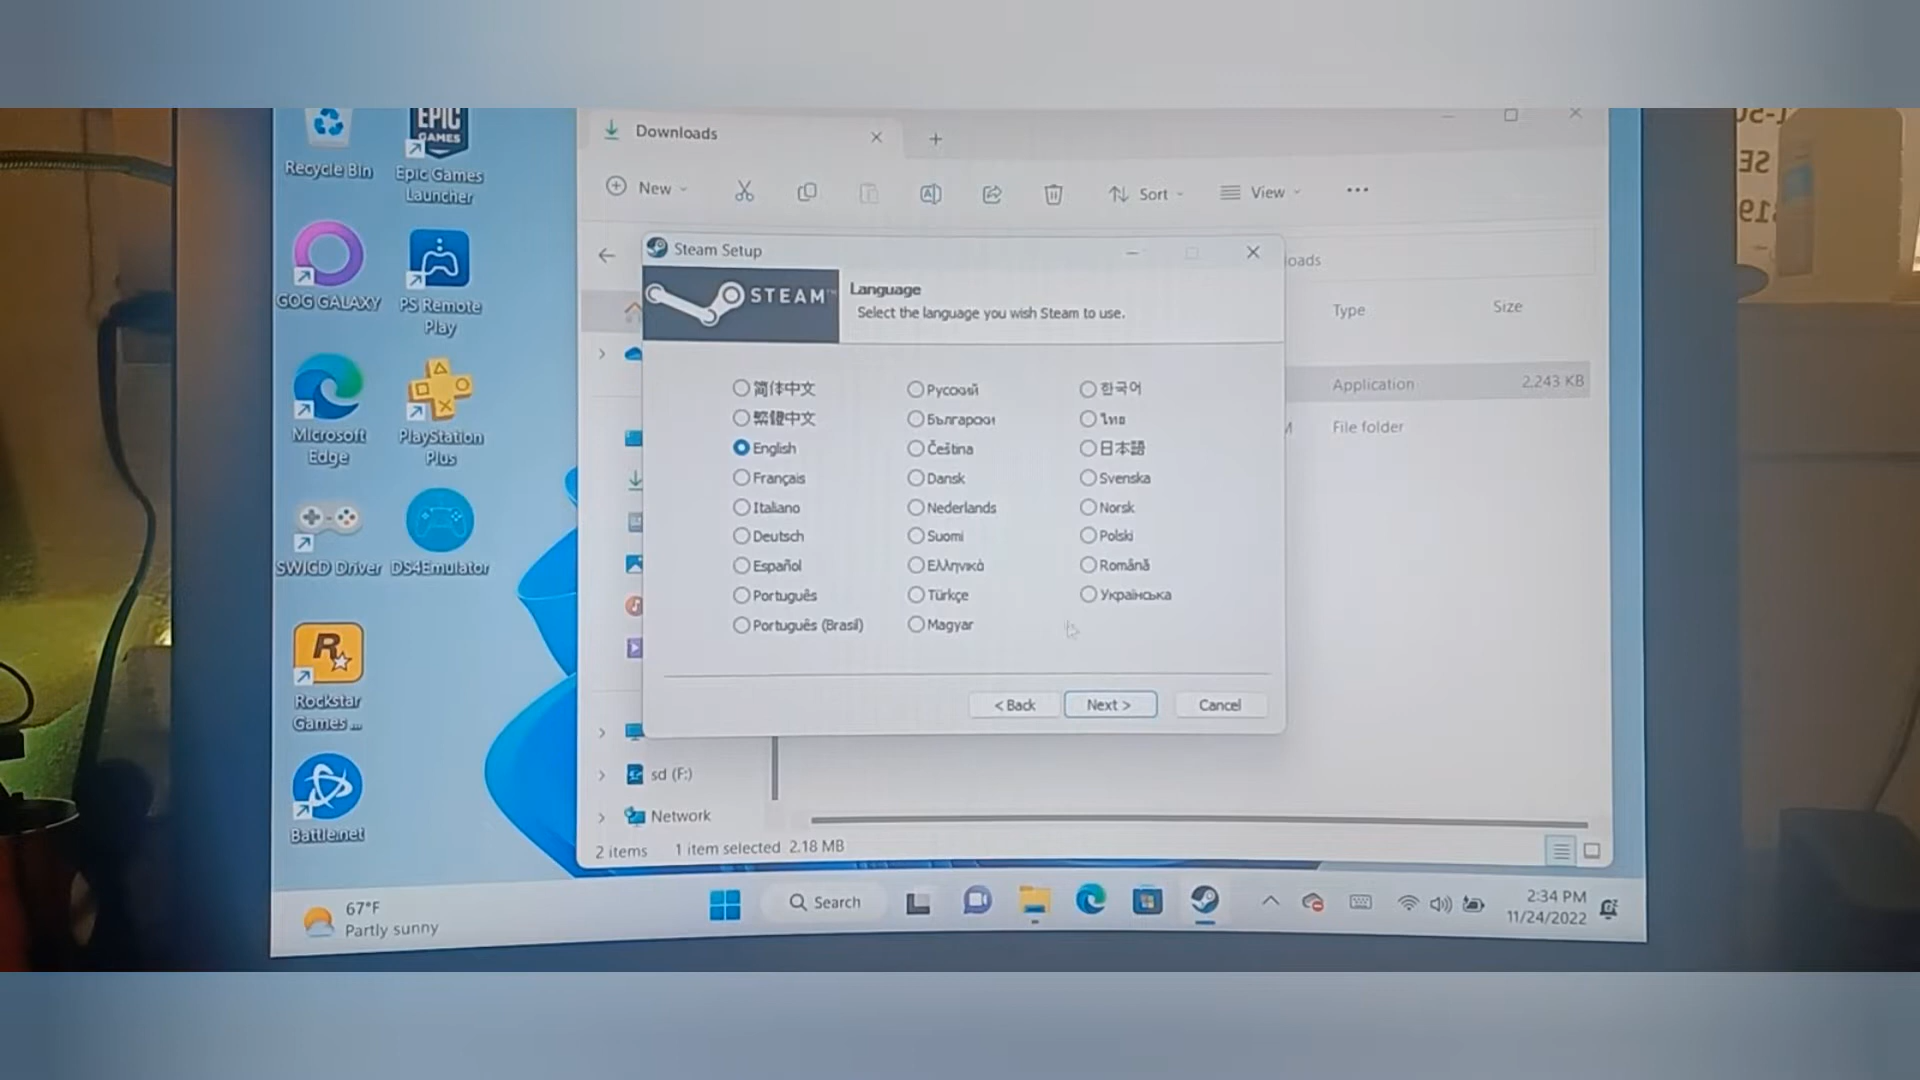 Recycle Bin
EPIC
GAMES
Epic Games
Launcher
GOG GALAXY
PS Remote
Play
Microsoft
Edge
PlayStation
Plus
SWICD Driver
DS4Emulator
R
Rockstar
Games ...
Battle.net
Downloads
New
Sort
View
Steam Setup
STEAM™
Language
Select the language you wish Steam to use.
简体中文
繁體中文
English
Français
Italiano
Deutsch
Español
Português
Português (Brasil)
Русский
Български
Čeština
Dansk
Nederlands
Suomi
Ελληνικά
Türkçe
Magyar
한국어
ไทย
日本語
Svenska
Norsk
Polski
Română
Українська
< Back
Next >
Cancel
oads
Type
Size
Application
2,243 KB
File folder
sd (F:)
Network
2 items
1 item selected 2.18 MB
67°F
Partly sunny
Search
2:34 PM
11/24/2022